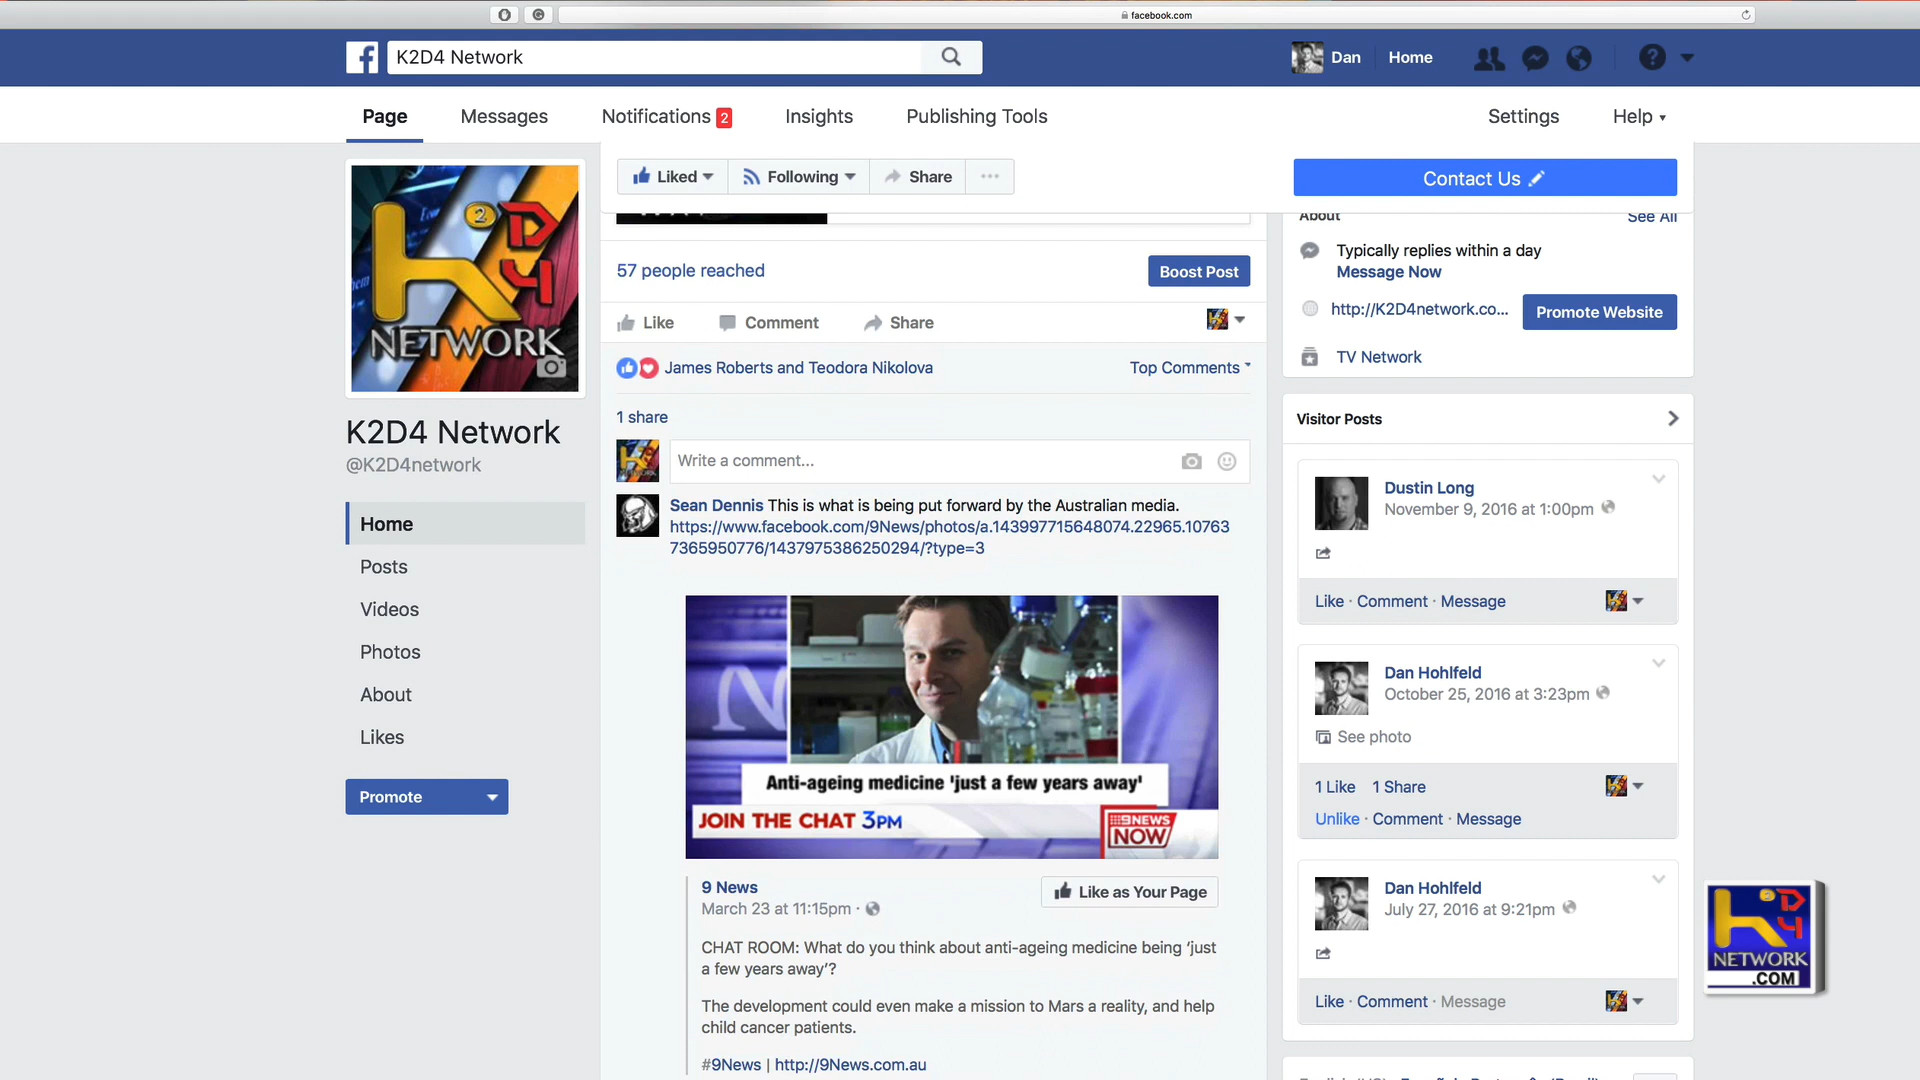 facebook.com
K2D4 Network
Dan
Home
Page
Messages
Notifications 2
Insights
Publishing Tools
Settings
Help
Liked
Following
Share
Contact Us
K 2 D 4
NETWORK
K2D4 Network
@K2D4network
Home
Posts
Videos
Photos
About
Likes
Promote
57 people reached
Boost Post
Like
Comment
Share
James Roberts and Teodora Nikolova
Top Comments
1 share
Write a comment...
Sean Dennis This is what is being put forward by the Australian media.
https://www.facebook.com/9News/photos/a.143997715648074.22965.10763
7365950776/1437975386250294/?type=3
Anti-ageing medicine 'just a few years away'
JOIN THE CHAT 3PM
9NEWS
NOW
9 News
March 23 at 11:15pm ·
Like as Your Page
CHAT ROOM: What do you think about anti-ageing medicine being ‘just
a few years away’?
The development could even make a mission to Mars a reality, and help
child cancer patients.
#9News | http://9News.com.au
About
See All
Typically replies within a day
Message Now
http://K2D4network.co...
Promote Website
TV Network
Visitor Posts
Dustin Long
November 9, 2016 at 1:00pm
Like · Comment · Message
Dan Hohlfeld
October 25, 2016 at 3:23pm
See photo
1 Like 1 Share
Unlike · Comment · Message
Dan Hohlfeld
July 27, 2016 at 9:21pm
Like · Comment · Message
K 2 D 4
NETWORK
.COM